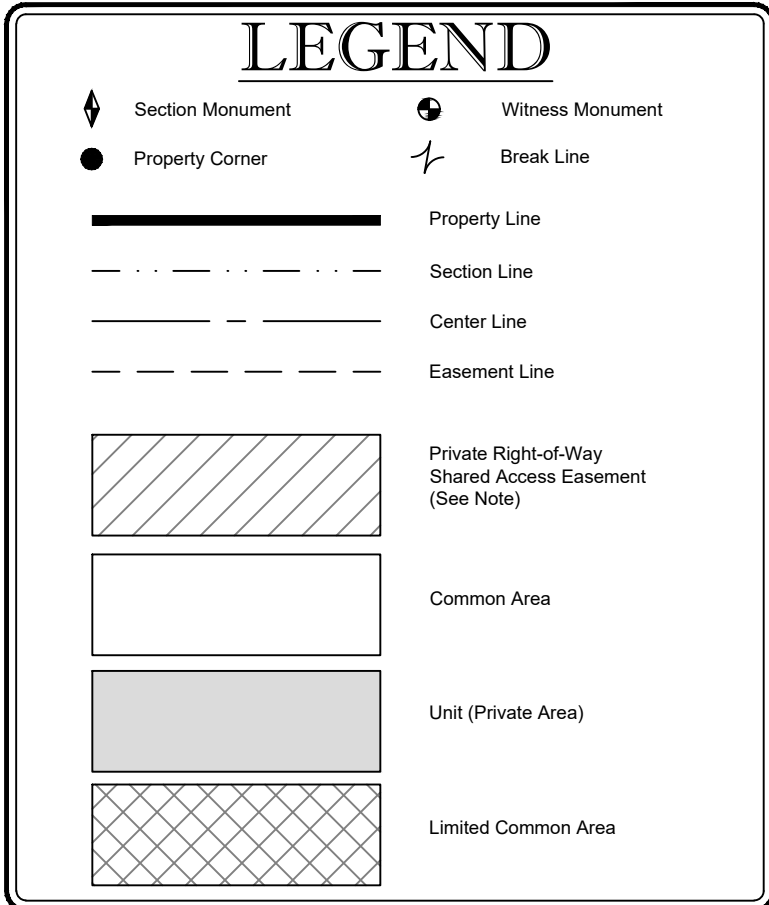 LEGEND
Section Monument
Witness Monument
Property Corner
Break Line
Property Line
Section Line
Center Line
Easement Line
Private Right-of-Way
Shared Access Easement
(See Note)
Common Area
Unit (Private Area)
Limited Common Area